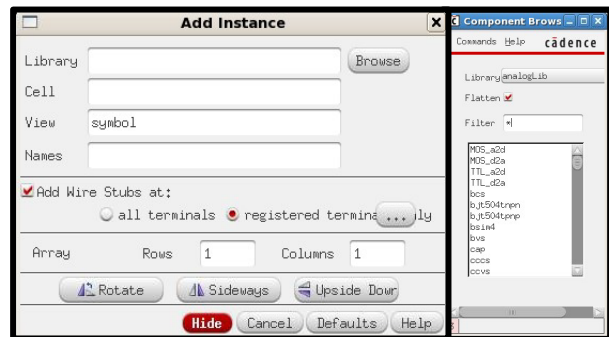 Add Instance
Library Browse
Cell
View symbol
Names
Add Wire Stubs at:
all terminals registered termina ... ly
Array Rows 1 Columns 1
Rotate Sideways Upside Down
Hide Cancel Defaults Help
Component Brows
Commands Help cādence
Library analogLib
Flatten
Filter *
MOS_a2d
MOS_d2a
TTL_a2d
TTL_d2a
bcs
bjt504tnpn
bjt504tpnp
bsim4
bvs
cap
cccs
ccvs